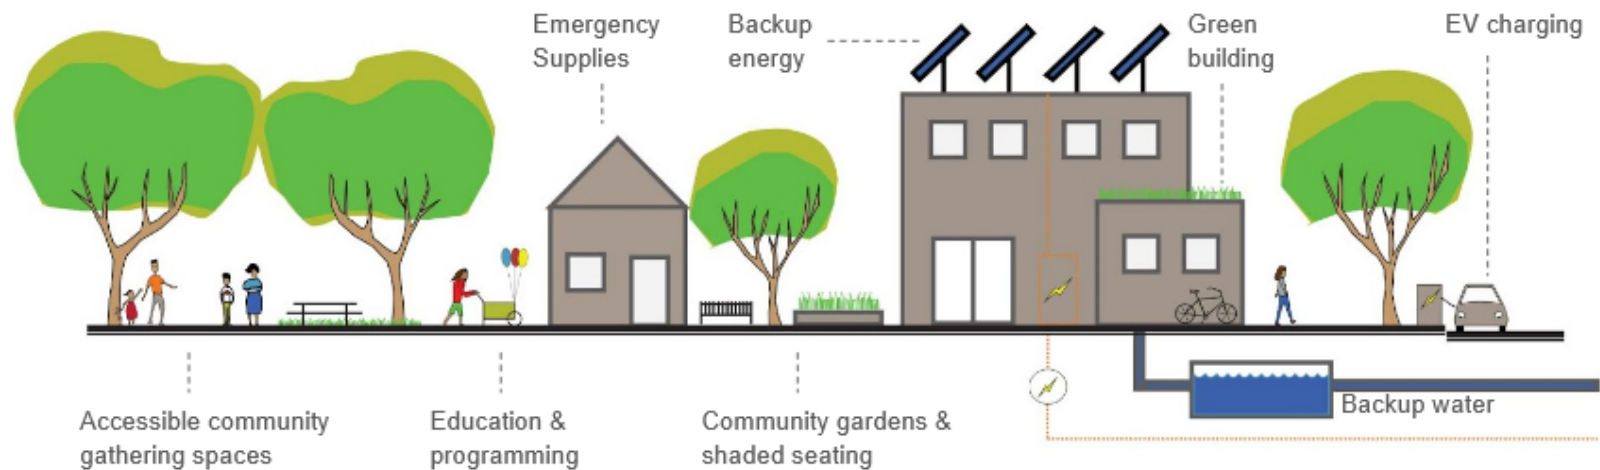 Emergency
Supplies
Backup
energy
Green
building
EV charging
Accessible community
gathering spaces
Education &
programming
Community gardens &
shaded seating
Backup water